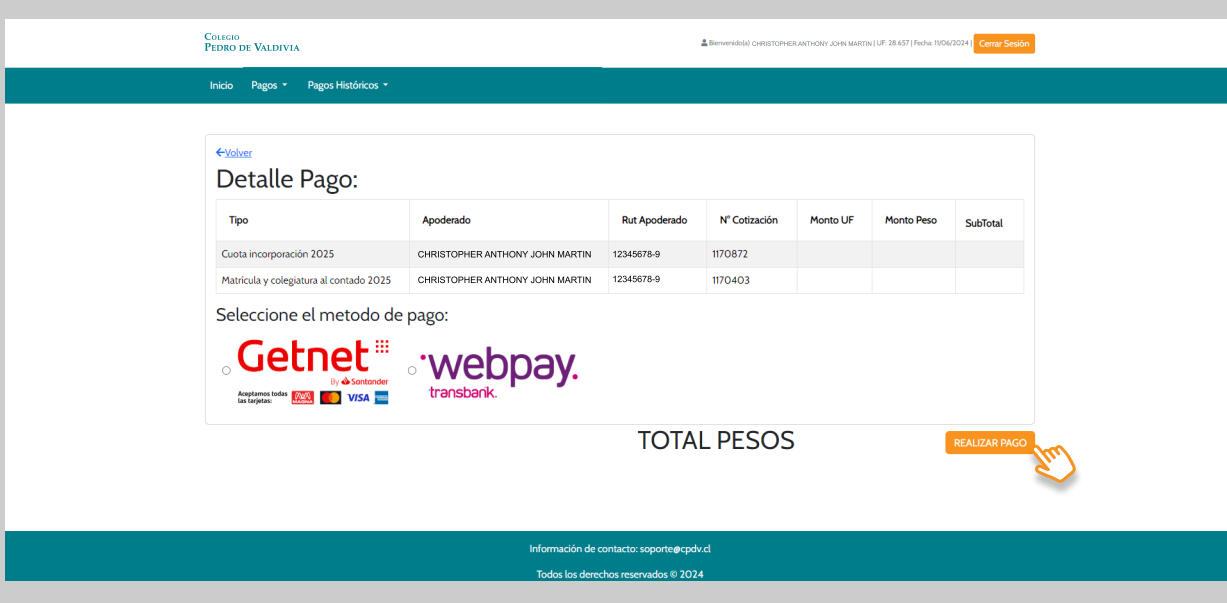 COLEGIO
PEDRO DE VALDIVIA
Bienvenido(a) CHRISTOPHER ANTHONY JOHN MARTIN | UF: 28.657 | Fecha: 11/06/2024 | Cerrar Sesión
Inicio Pagos Pagos Históricos
Volver
Detalle Pago:
Tipo Apoderado Rut Apoderado N° Cotización Monto UF Monto Peso SubTotal
Cuota incorporación 2025 CHRISTOPHER ANTHONY JOHN MARTIN 12345678-9 1170872
Matrícula y colegiatura al contado 2025 CHRISTOPHER ANTHONY JOHN MARTIN 12345678-9 1170403
Seleccione el metodo de pago:
Getnet webpay.
By Santander transbank.
Aceptamos todas
las tarjetas: MAGNA VISA
TOTAL PESOS REALIZAR PAGO
Información de contacto: soporte@cpdv.cl
Todos los derechos reservados © 2024